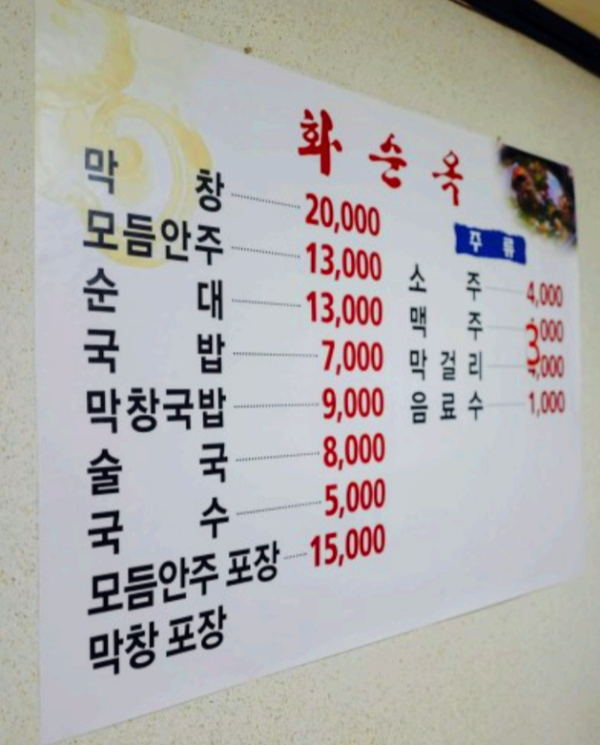 화순옥
막창 20,000
모듬안주 13,000
순대 13,000
국밥 7,000
막창국밥 9,000
술국 8,000
국수 5,000
모듬안주 포장 15,000
막창 포장
주류
소주 4,000
맥주
막걸리 3
음료수 1,000